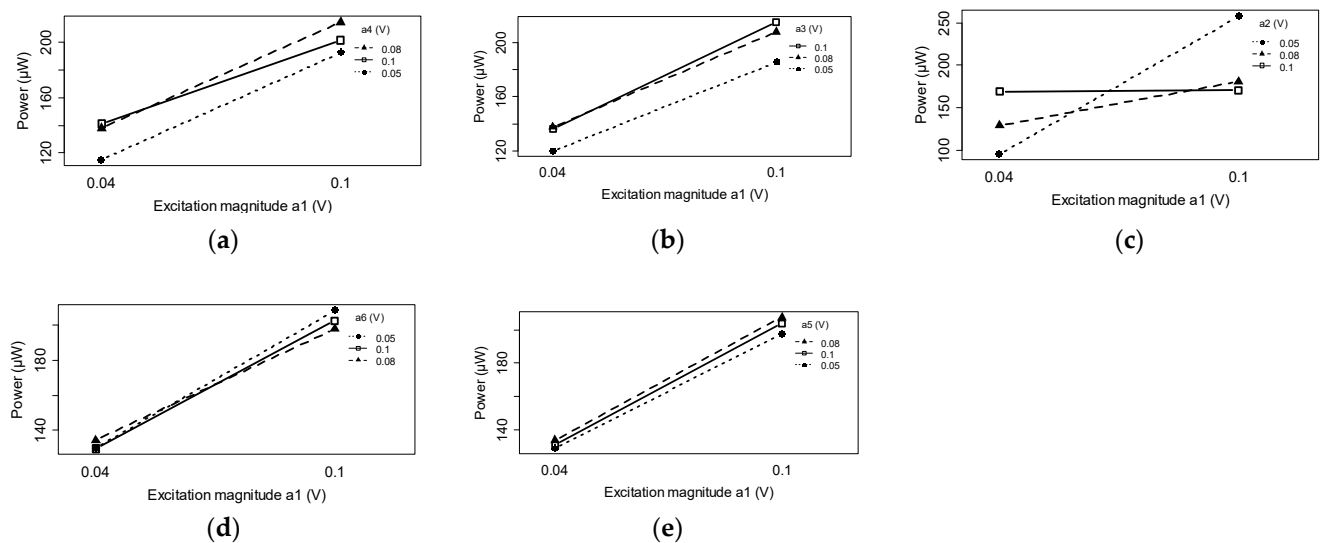 a4 (V)
0.08
0.1
0.05
Power (µW)
120
160
200
0.04
0.1
Excitation magnitude a1 (V)
(a)
a3 (V)
0.1
0.08
0.05
Power (µW)
120
160
200
0.04
0.1
Excitation magnitude a1 (V)
(b)
a2 (V)
0.05
0.08
0.1
Power (µW)
100
150
200
250
0.04
0.1
Excitation magnitude a1 (V)
(c)
a6 (V)
0.05
0.1
0.08
Power (µW)
140
180
0.04
0.1
Excitation magnitude a1 (V)
(d)
a5 (V)
0.08
0.1
0.05
Power (µW)
140
180
0.04
0.1
Excitation magnitude a1 (V)
(e)